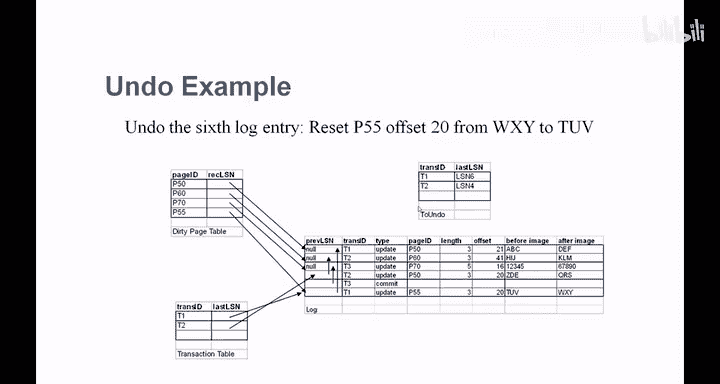 bilibili
Undo Example
Undo the sixth log entry: Reset P55 offset 20 from WXY to TUV
pageID recLSN
P50
P60
P70
P55
Dirty Page Table
transID lastLSN
T1 LSN6
T2 LSN4
ToUndo
prevLSN transID type pageID length offset before image after image
null T1 update P50 3 21 ABC DEF
null T2 update P60 3 41 HIJ KLM
null T3 update P70 5 16 12345 67890
T2 update P50 3 20 ZDE QRS
T3 commit
T1 update P55 3 20 TUV WXY
Log
transID lastLSN
T1
T2
Transaction Table